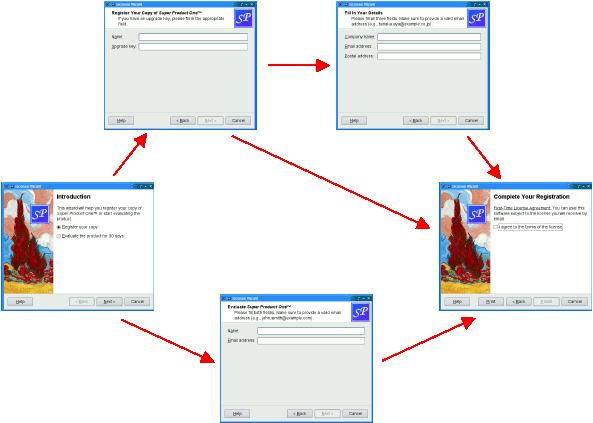 License Wizard
Register Your Copy of Super Product One™
If you have an upgrade key, please fill in the appropriate
field.
SP
Name:
Upgrade key:
Help
< Back
Next >
Cancel
License Wizard
Fill In Your Details
Please fill all three fields. Make sure to provide a valid email
address (e.g., tanaka.aya@example.co.jp).
SP
Company name:
Email address:
Postal address:
Help
< Back
Next >
Cancel
License Wizard
SP
Introduction
This wizard will help you register your copy of
Super Product One™ or start evaluating the
product.
Register your copy
Evaluate the product for 30 days
Help
< Back
Next >
Cancel
License Wizard
SP
Complete Your Registration
First-Time License Agreement: You can use this
software subject to the license you will receive by
email.
I agree to the terms of the license
Help
Print
< Back
Finish
Cancel
License Wizard
Evaluate Super Product One™
Please fill both fields. Make sure to provide a valid email
address (e.g., john.smith@example.com).
SP
Name:
Email address:
Help
< Back
Next >
Cancel